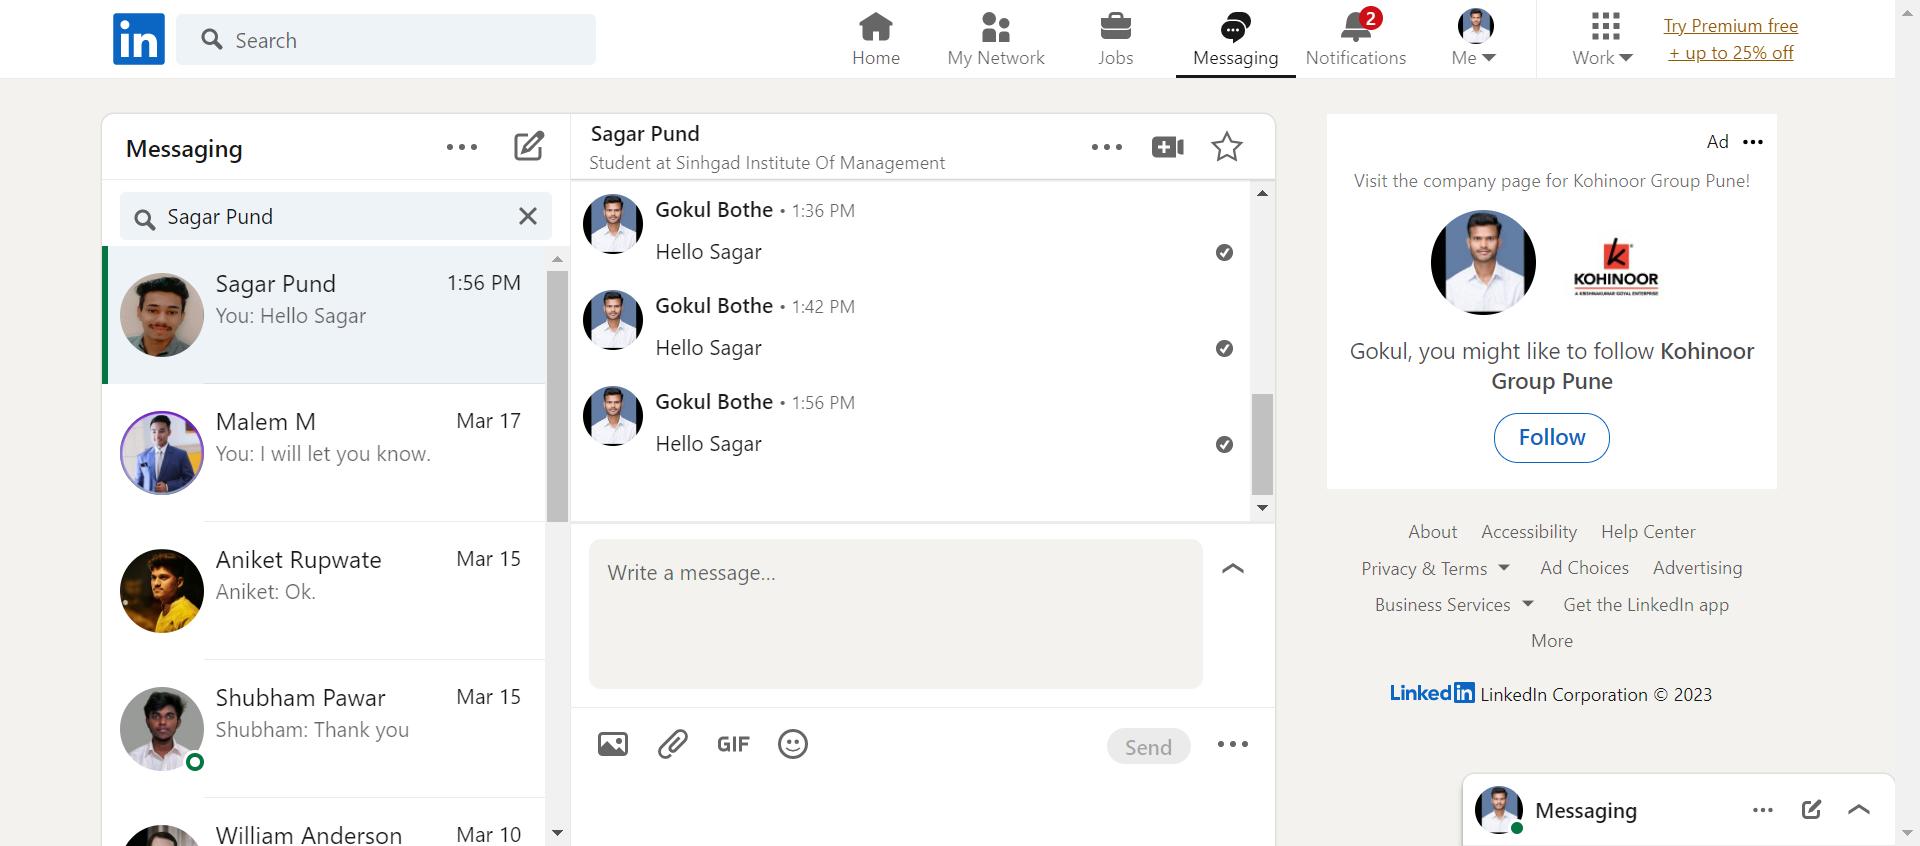 in
Search
Home
My Network
Jobs
Messaging
2
Notifications
Me
Work
Try Premium free
+ up to 25% off
Messaging
Sagar Pund
Sagar Pund
1:56 PM
You: Hello Sagar
Malem M
Mar 17
You: I will let you know.
Aniket Rupwate
Mar 15
Aniket: Ok.
Shubham Pawar
Mar 15
Shubham: Thank you
William Anderson
Mar 10
Sagar Pund
Student at Sinhgad Institute Of Management
Gokul Bothe • 1:36 PM
Hello Sagar
Gokul Bothe • 1:42 PM
Hello Sagar
Gokul Bothe • 1:56 PM
Hello Sagar
Write a message...
GIF
Send
Ad
Visit the company page for Kohinoor Group Pune!
k
KOHINOOR
A KRISHNAKUMAR GOYAL ENTERPRISE
Gokul, you might like to follow Kohinoor
Group Pune
Follow
About Accessibility Help Center
Privacy & Terms Ad Choices Advertising
Business Services Get the LinkedIn app
More
LinkedIn LinkedIn Corporation © 2023
Messaging